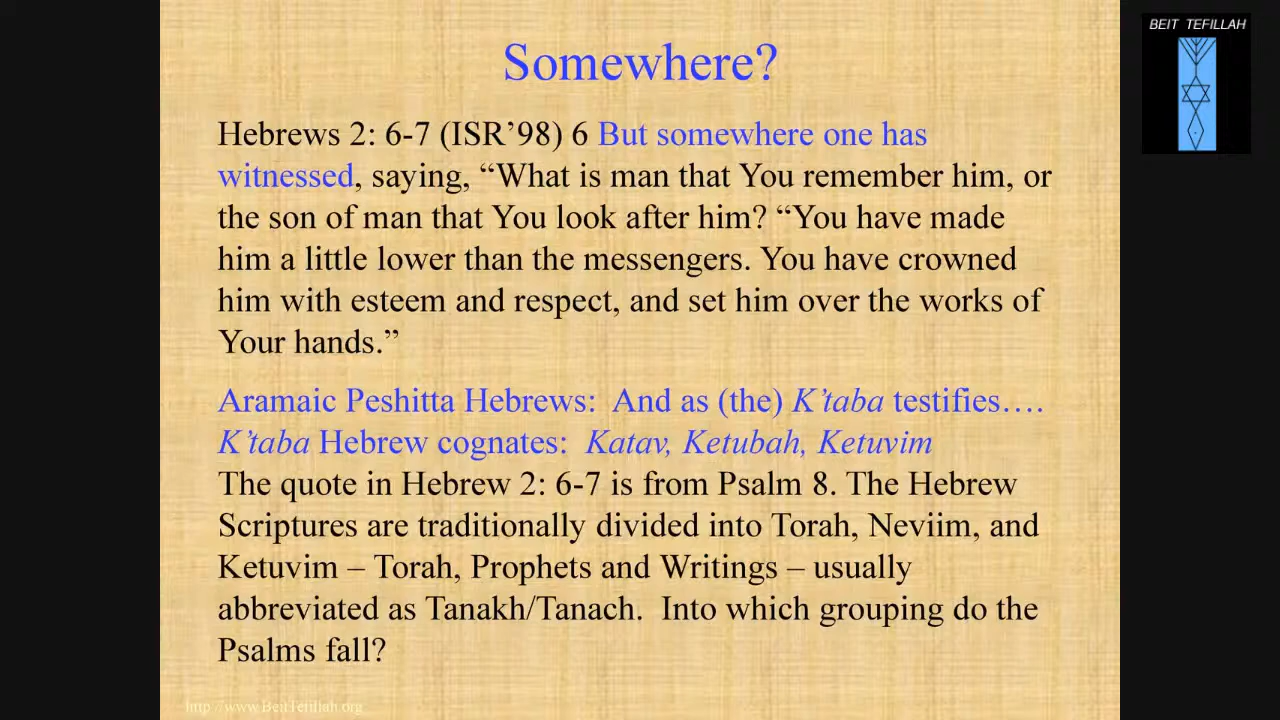 Somewhere?
BEIT TEFILLAH
Hebrews 2: 6-7 (ISR’98) 6 But somewhere one has
witnessed, saying, “What is man that You remember him, or
the son of man that You look after him? “You have made
him a little lower than the messengers. You have crowned
him with esteem and respect, and set him over the works of
Your hands.”
Aramaic Peshitta Hebrews:  And as (the) K’taba testifies….
K’taba Hebrew cognates:  Katav, Ketubah, Ketuvim
The quote in Hebrew 2: 6-7 is from Psalm 8. The Hebrew
Scriptures are traditionally divided into Torah, Neviim, and
Ketuvim – Torah, Prophets and Writings – usually
abbreviated as Tanakh/Tanach.  Into which grouping do the
Psalms fall?
http://www.BeitTefillah.org